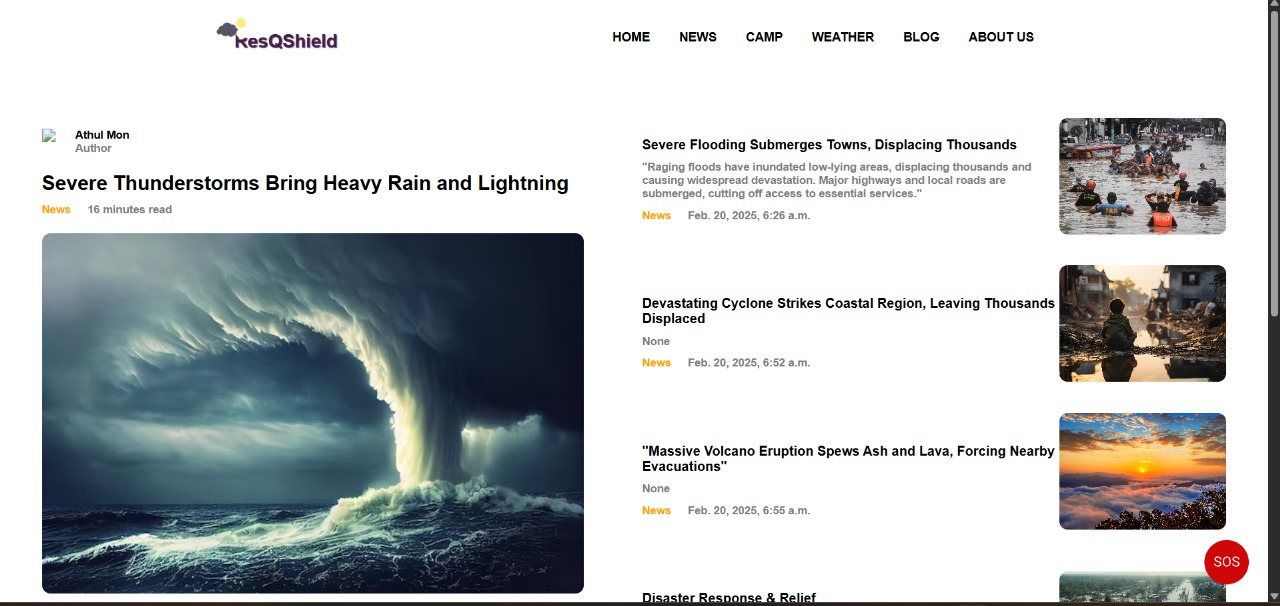 ResQShield
HOME NEWS CAMP WEATHER BLOG ABOUT US
Athul Mon
Author
Severe Thunderstorms Bring Heavy Rain and Lightning
News 16 minutes read
Severe Flooding Submerges Towns, Displacing Thousands
"Raging floods have inundated low-lying areas, displacing thousands and
causing widespread devastation. Major highways and local roads are
submerged, cutting off access to essential services."
News Feb. 20, 2025, 6:26 a.m.
Devastating Cyclone Strikes Coastal Region, Leaving Thousands
Displaced
None
News Feb. 20, 2025, 6:52 a.m.
"Massive Volcano Eruption Spews Ash and Lava, Forcing Nearby
Evacuations"
None
News Feb. 20, 2025, 6:55 a.m.
SOS
Disaster Response & Relief